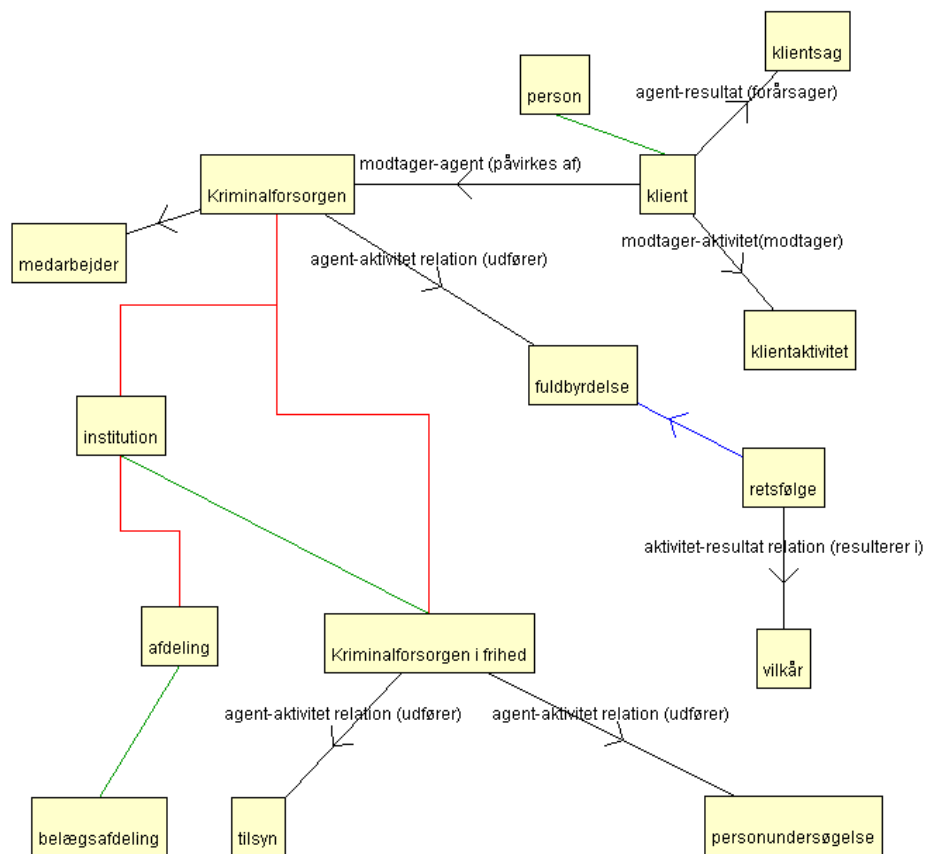 klientsag
person
agent-resultat (forårsager)
modtager-agent (påvirkes af)
Kriminalforsorgen
klient
medarbejder
modtager-aktivitet(modtager)
agent-aktivitet relation (udfører)
klientaktivitet
fuldbyrdelse
institution
retsfølge
aktivitet-resultat relation (resulterer i)
afdeling
Kriminalforsorgen i frihed
vilkår
agent-aktivitet relation (udfører)
agent-aktivitet relation (udfører)
belægsafdeling
tilsyn
personundersøgelse